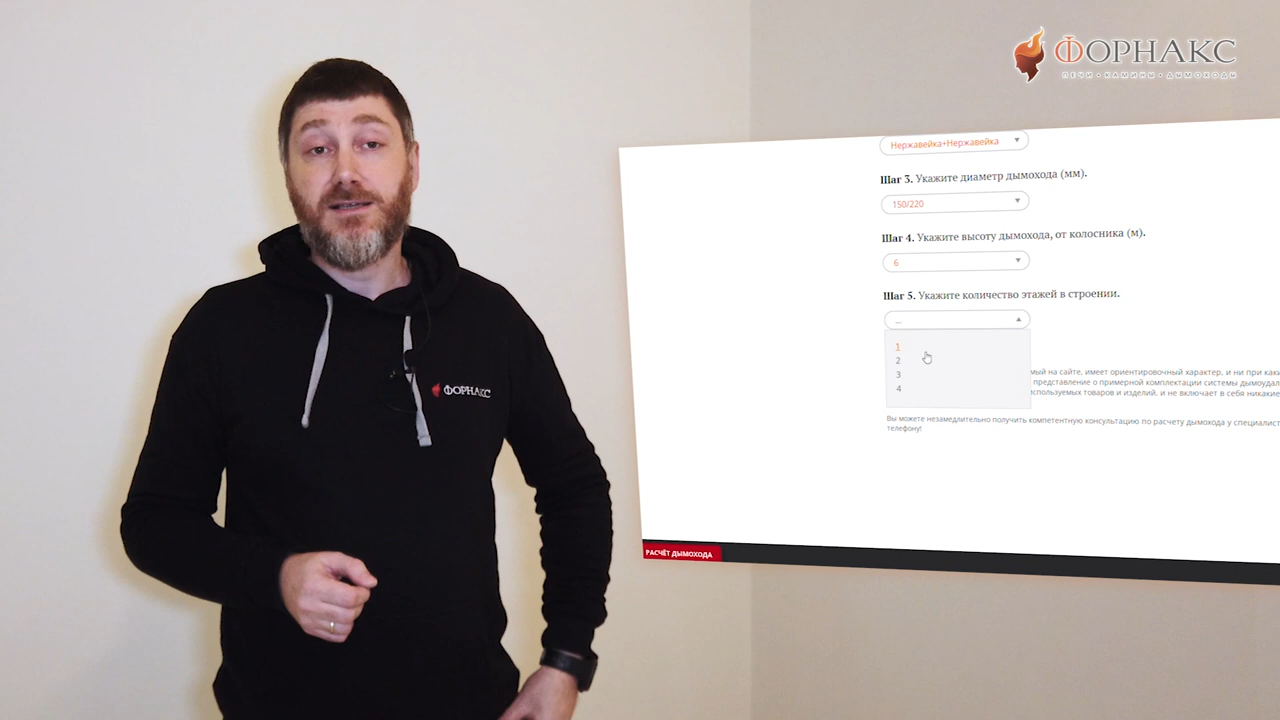 ФОРНАКС
ПЕЧИ • КАМИНЫ • ДЫМОХОДЫ
Нержавейка+Нержавейка
Шаг 3. Укажите диаметр дымохода (мм).
150/220
Шаг 4. Укажите высоту дымохода, от колосника (м).
6
Шаг 5. Укажите количество этажей в строении.
...
1
2
3
4
мый на сайте, имеет ориентировочный характер, и ни при каки
представление о примерной комплектации системы дымоудал
используемых товаров и изделий, и не включает в себя никакие
Вы можете незамедлительно получить компетентную консультацию по расчету дымохода у специалист
телефону!
РАСЧЁТ ДЫМОХОДА
ФОРНАКС